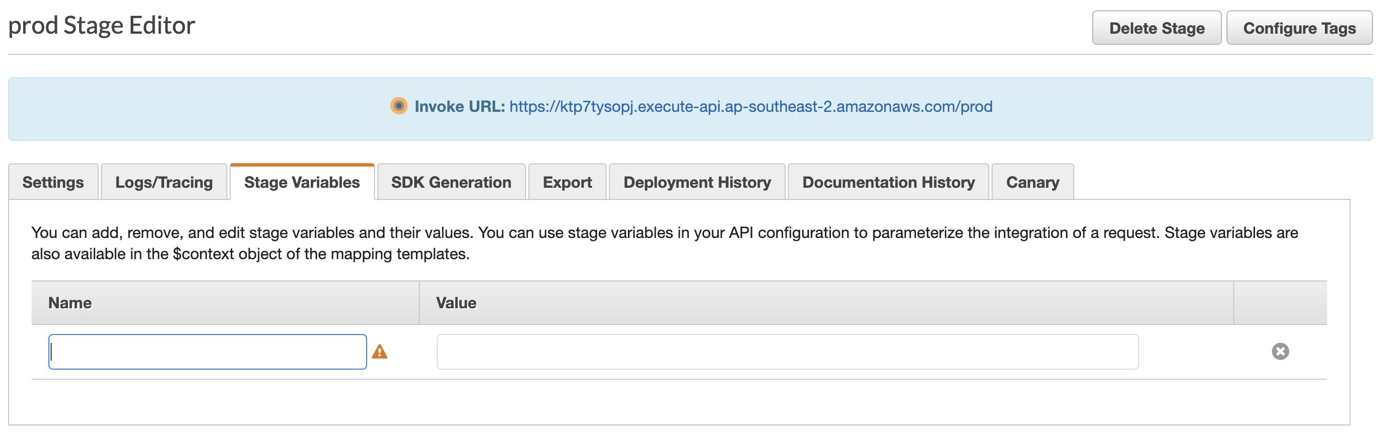 prod Stage Editor
Delete Stage
Configure Tags
Invoke URL: https://ktp7tysopj.execute-api.ap-southeast-2.amazonaws.com/prod
Settings
Logs/Tracing
Stage Variables
SDK Generation
Export
Deployment History
Documentation History
Canary
You can add, remove, and edit stage variables and their values. You can use stage variables in your API configuration to parameterize the integration of a request. Stage variables are
also available in the $context object of the mapping templates.
Name
Value